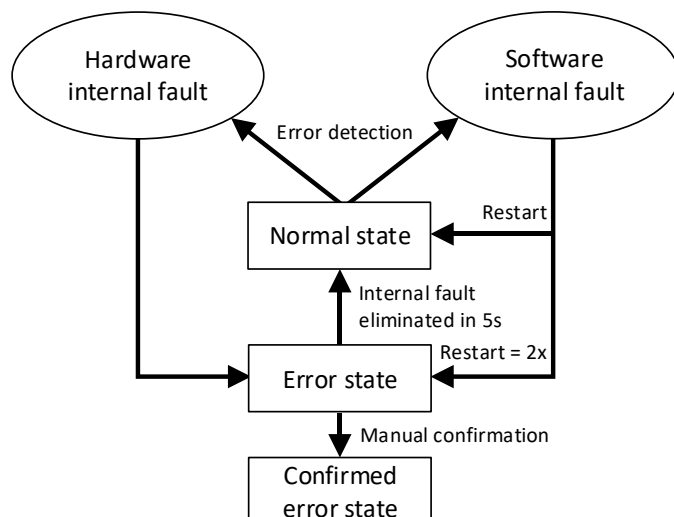 Hardware
internal fault
Software
internal fault
Error detection
Restart
Normal state
Internal fault
eliminated in 5s
Restart = 2x
Error state
Manual confirmation
Confirmed
error state